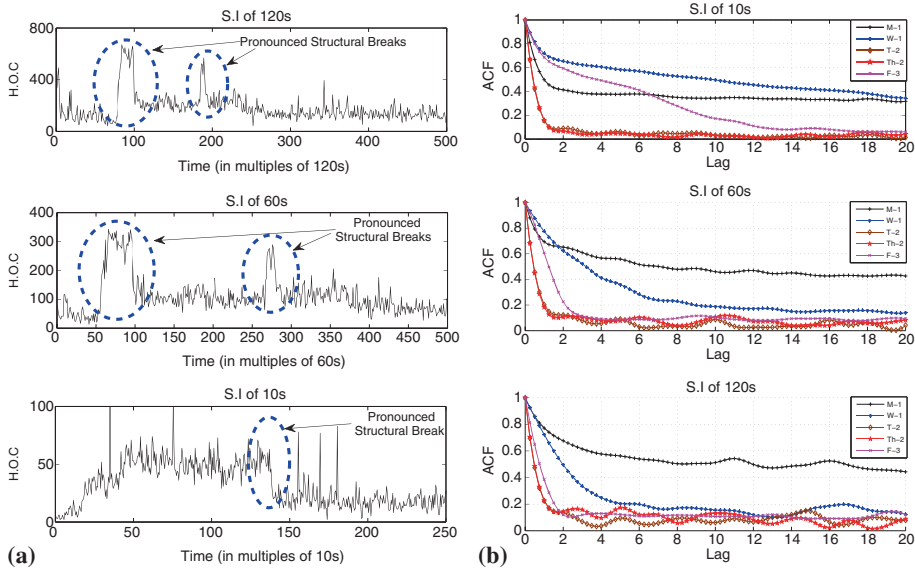 S.I of 120s
800
400
0
H.O.C
Pronounced Structural Breaks
0 100 200 300 400 500
Time (in multiples of 120s)
S.I of 60s
400
300
200
100
0
H.O.C
Pronounced
Structural Breaks
0 50 100 150 200 250 300 350 400 450 500
Time (in multiples of 60s)
S.I of 10s
100
50
0
H.O.C
Pronounced
Structural Break
0 50 100 150 200 250
Time (in multiples of 10s)
(a)
S.I of 10s
1
0.8
0.6
0.4
0.2
0
ACF
M-1
W-1
T-2
Th-2
F-3
0 2 4 6 8 10 12 14 16 18 20
Lag
S.I of 60s
1
0.8
0.6
0.4
0.2
0
ACF
M-1
W-1
T-2
Th-2
F-3
0 2 4 6 8 10 12 14 16 18 20
Lag
S.I of 120s
1
0.8
0.6
0.4
0.2
0
ACF
M-1
W-1
T-2
Th-2
F-3
0 2 4 6 8 10 12 14 16 18 20
Lag
(b)